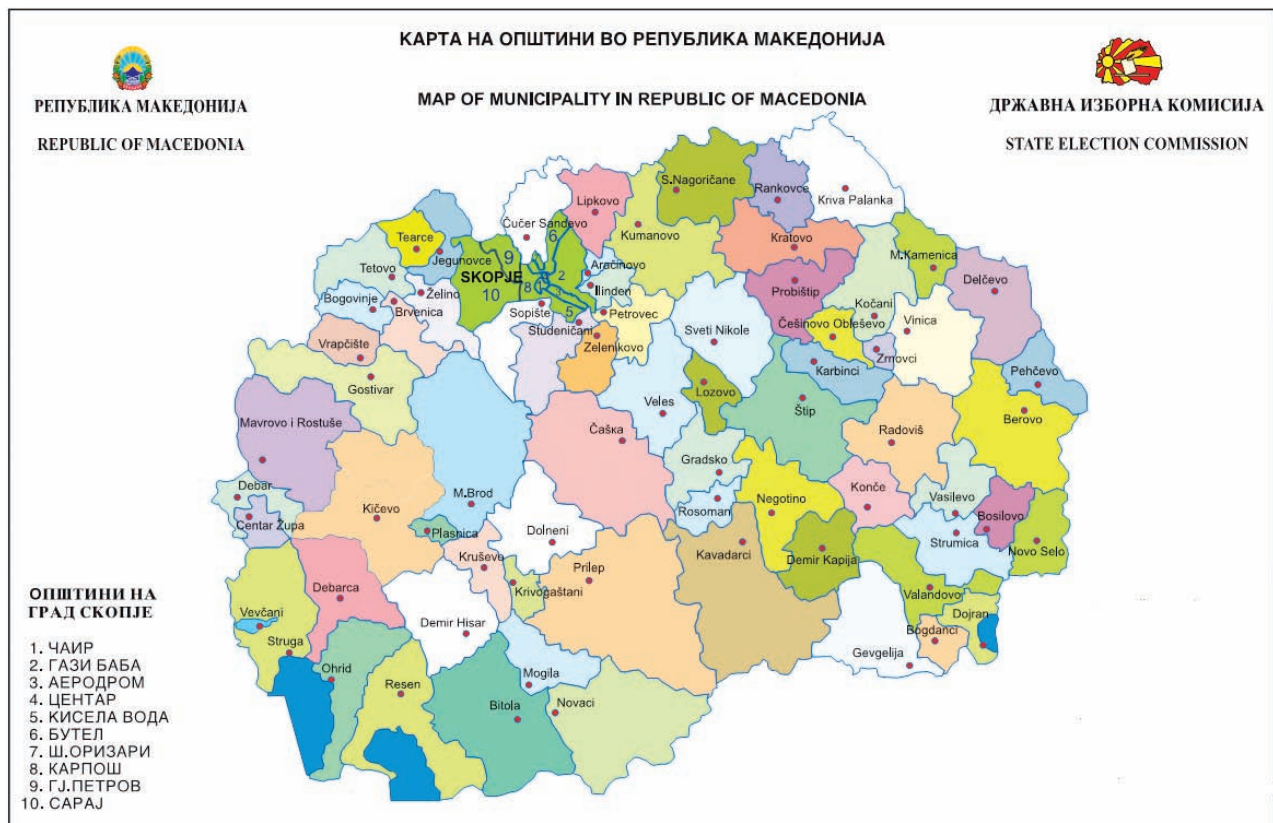 КАРТА НА ОПШТИНИ ВО РЕПУБЛИКА МАКЕДОНИЈА
MAP OF MUNICIPALITY IN REPUBLIC OF MACEDONIA
РЕПУБЛИКА МАКЕДОНИЈА
REPUBLIC OF MACEDONIA
ДРЖАВНА ИЗБОРНА КОМИСИЈА
STATE ELECTION COMMISSION
S.Nagoričane
Rankovce
Kriva Palanka
Lipkovo
Čučer Sandevo
Kumanovo
Kratovo
Tearce
Jegunovce
6
9
SKOPJE
10
8
2
5
Aračinovo
M.Kamenica
Tetovo
Želino
Ilinden
Probištip
Delčevo
Bogovinje
Brvenica
Sopište
Petrovec
Kočani
Studeničani
Sveti Nikole
Češinovo Obleševo
Vinica
Vrapčište
Zelenikovo
Zrnovci
Karbinci
Pehčevo
Gostivar
Lozovo
Štip
Veles
Berovo
Mavrovo i Rostuše
Čaška
Radoviš
Gradsko
Debar
Konče
Vasilevo
M.Brod
Negotino
Kičevo
Rosoman
Bosilovo
Centar Župa
Plasnica
Dolneni
Strumica
Novo Selo
Kavadarci
Demir Kapija
Kruševo
Prilep
Debarca
Krivogaštani
Valandovo
Vevčani
Dojran
Demir Hisar
Bogdanci
Struga
Gevgelija
Ohrid
Mogila
Resen
Bitola
Novaci
ОПШТИНИ НА
ГРАД СКОПЈЕ
1. ЧАИР
2. ГАЗИ БАБА
3. АЕРОДРОМ
4. ЦЕНТАР
5. КИСЕЛА ВОДА
6. БУТЕЛ
7. Ш.ОРИЗАРИ
8. КАРПОШ
9. ГЈ.ПЕТРОВ
10. САРАЈ